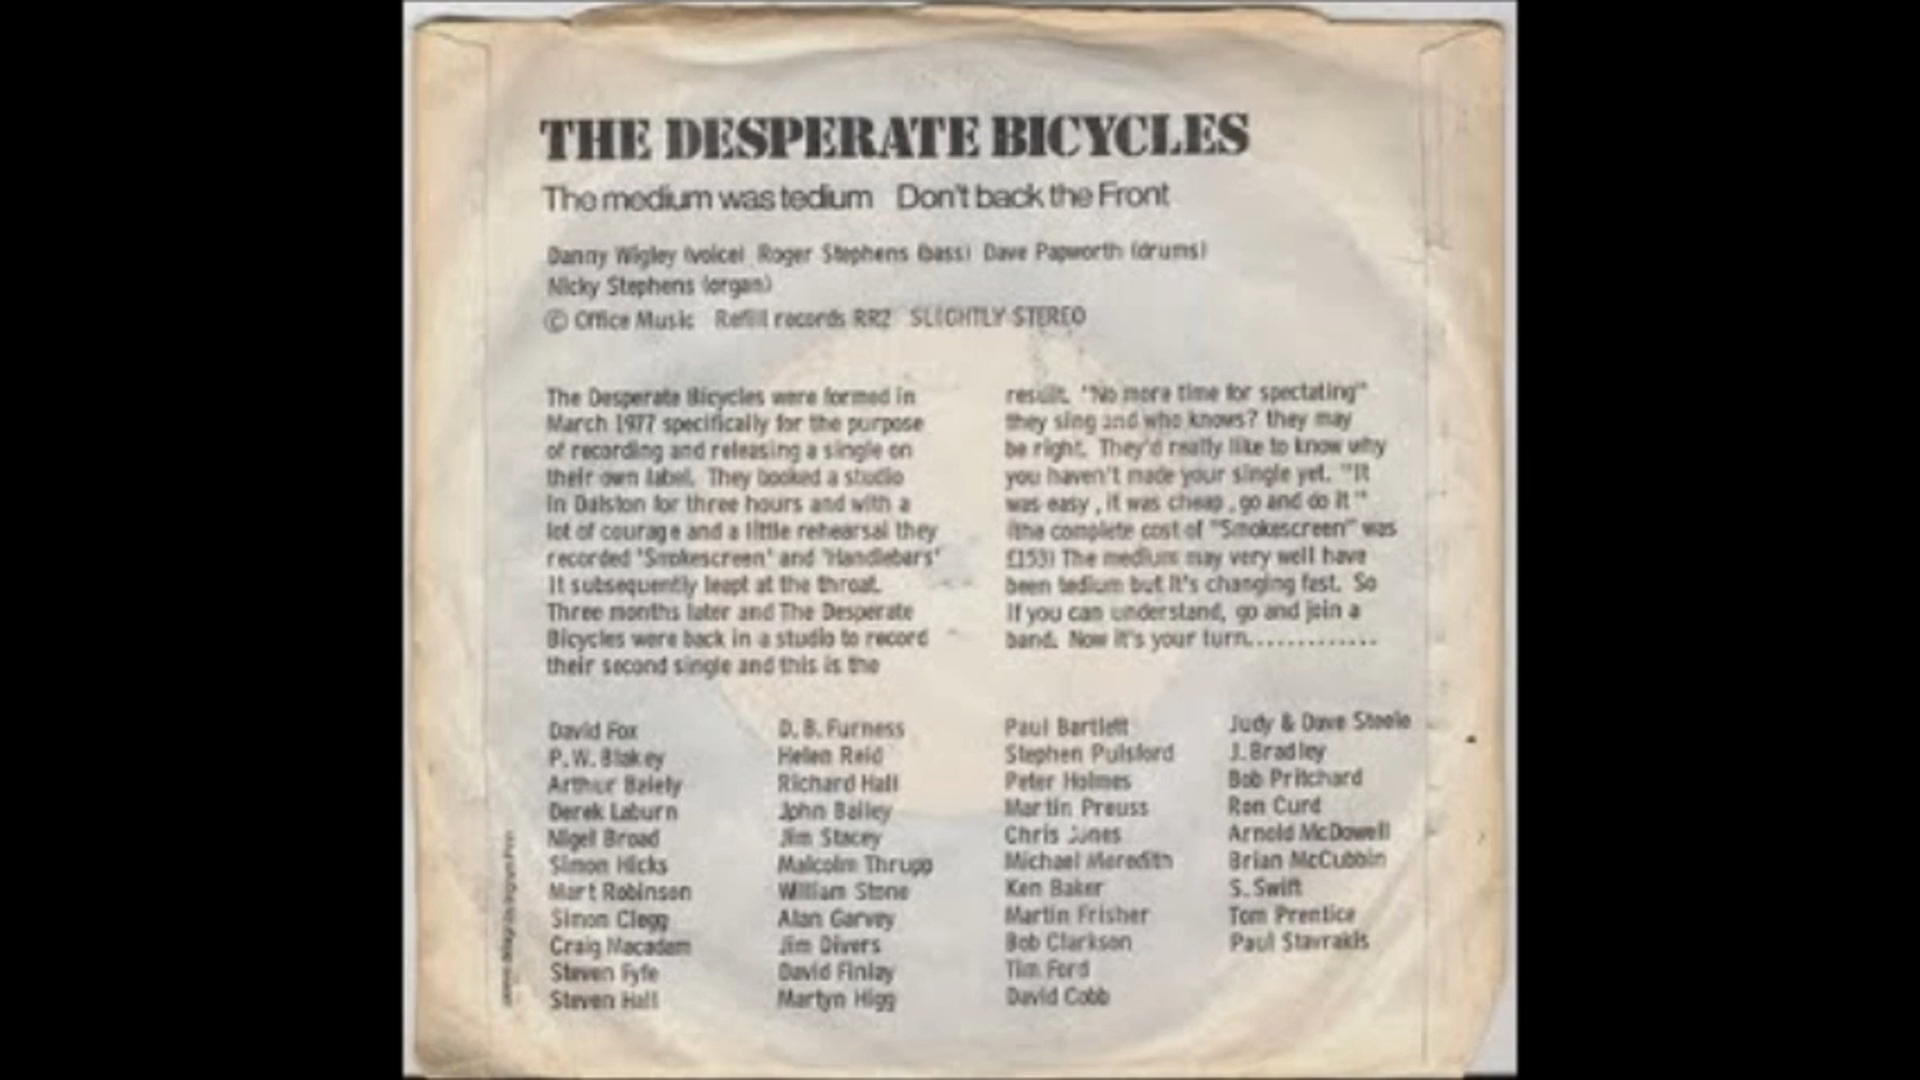 THE DESPERATE BICYCLES
The medium was tedium Don't back the Front
Danny Wigley (voice) Roger Stephens (bass) Dave Papworth (drums)
Nicky Stephens (organ)
© Office Music Refill records RR2 SLIGHTLY STEREO
The Desperate Bicycles were formed in
March 1977 specifically for the purpose
of recording and releasing a single on
their own label. They booked a studio
in Dalston for three hours and with a
lot of courage and a little rehearsal they
recorded 'Smokescreen' and 'Handlebars'
It subsequently leapt at the throat.
Three months later and The Desperate
Bicycles were back in a studio to record
their second single and this is the
result. "No more time for spectating"
they sing and who knows? they may
be right. They'd really like to know why
you haven't made your single yet. "It
was easy, it was cheap, go and do it"
(the complete cost of "Smokescreen" was
£153) The medium may very well have
been tedium but it's changing fast. So
if you can understand, go and join a
band. Now it's your turn.............
David Fox
P.W. Blakey
Arthur Balely
Derek Laburn
Nigel Broad
Simon Hicks
Mart Robinson
Simon Clegg
Craig Macadam
Steven Fyfe
Steven Hall
D. B. Furness
Helen Reid
Richard Hall
John Bailey
Jim Stacey
Malcolm Thrupp
William Stone
Alan Garvey
Jim Divers
David Finlay
Martyn Higg
Paul Bartlett
Stephen Pulsford
Peter Holmes
Martin Preuss
Chris Jones
Michael Meredith
Ken Baker
Martin Frisher
Bob Clarkson
Tim Ford
David Cobb
Judy & Dave Steele
J. Bradley
Bob Pritchard
Ron Curd
Arnold McDowell
Brian McCubbin
S. Swift
Tom Prentice
Paul Stavrakis